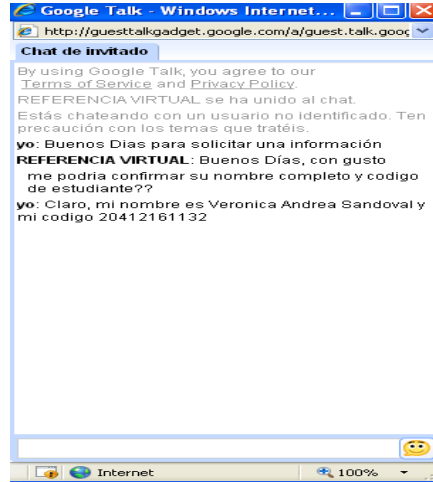 Google Talk - Windows Internet...
http://guesttalkgadget.google.com/a/guest.talk.goog
Chat de invitado
By using Google Talk, you agree to our
Terms of Service and Privacy Policy.
REFERENCIA VIRTUAL se ha unido al chat.
Estás chateando con un usuario no identificado. Ten
precaución con los temas que tratéis.
yo: Buenos Dias para solicitar una información
REFERENCIA VIRTUAL: Buenos Días, con gusto
me podria confirmar su nombre completo y codigo
de estudiante??
yo: Claro, mi nombre es Veronica Andrea Sandoval y
mi codigo 20412161132
Internet
100%